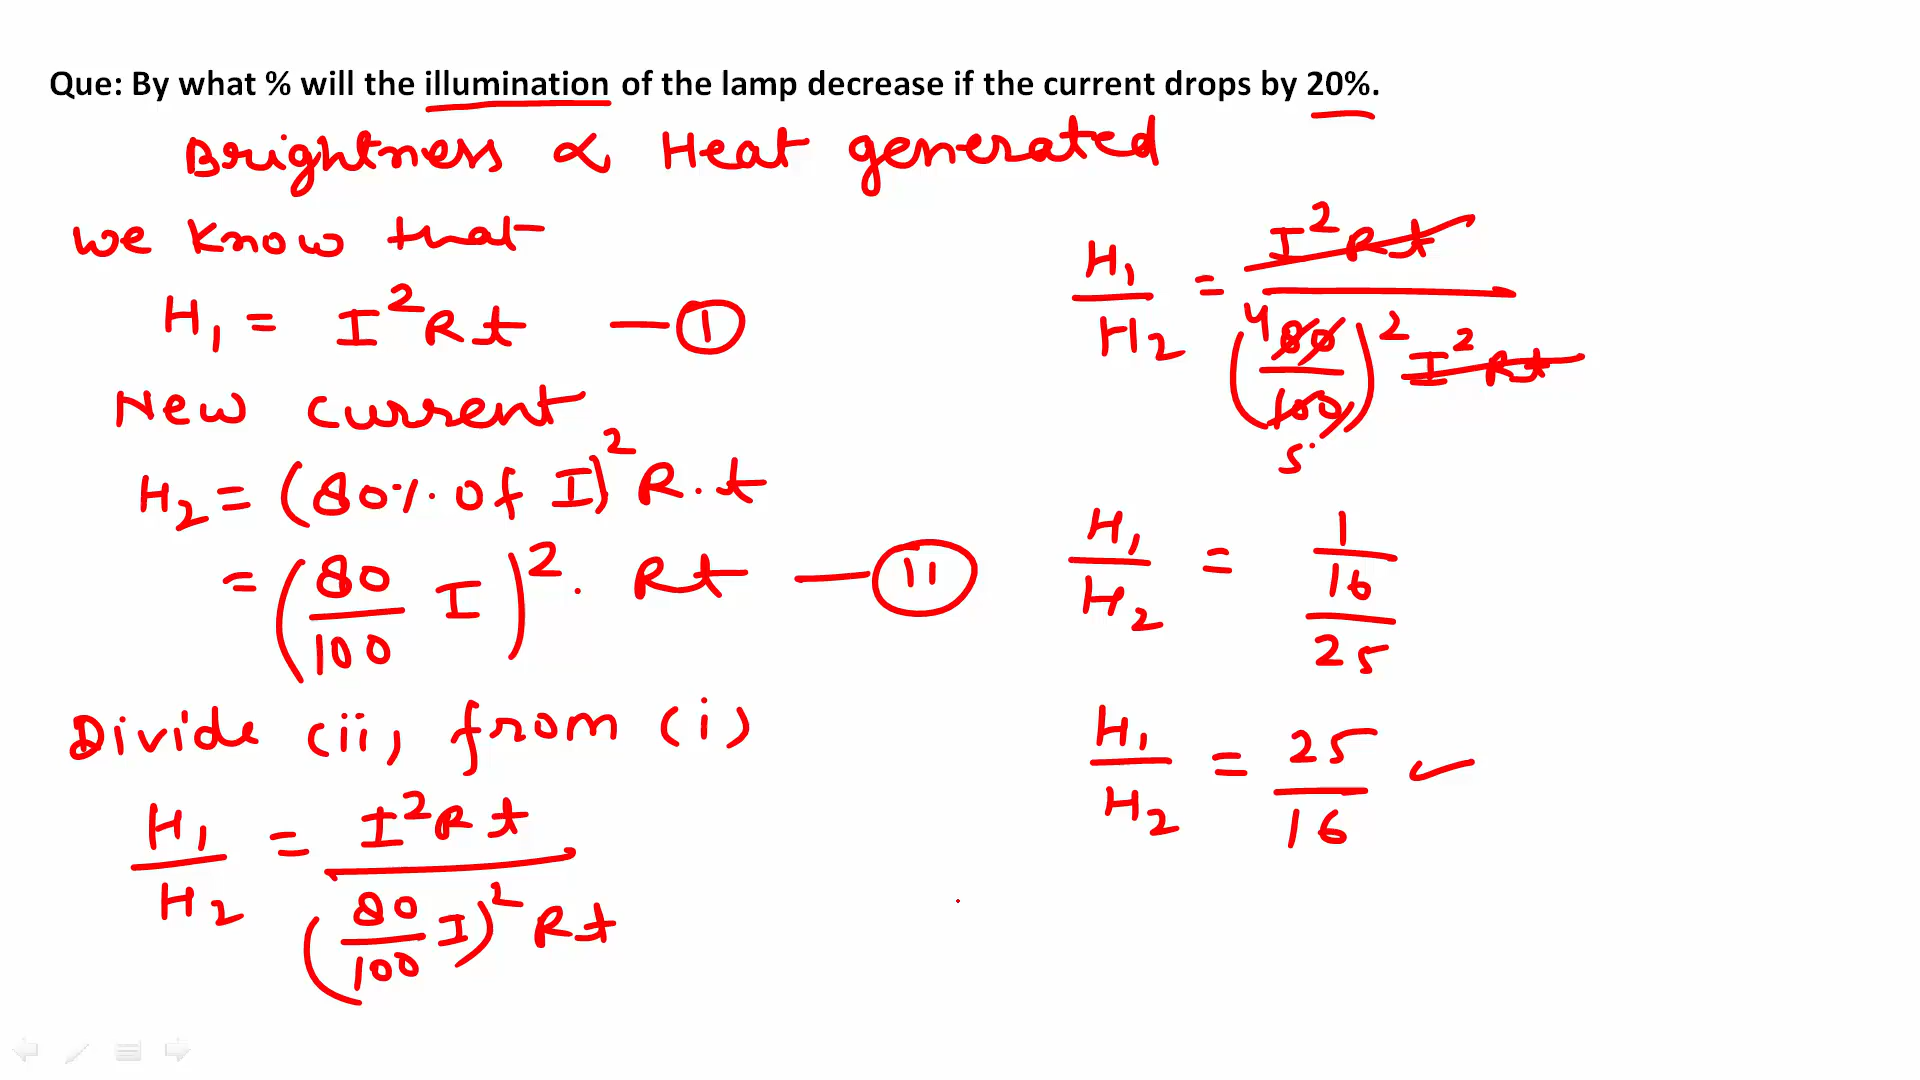 Que: By what % will the illumination of the lamp decrease if the current drops by 20%.
Brightness ∝ Heat generated
We know that
H₁ = I²Rt — (I)
New current
H₂ = (80% of I)² R.t
= (80/100 I)². Rt — (II)
Divide (ii) from (i)
H₁/H₂ = I²Rt / (80/100 I)² Rt
H₁/H₂ = I²Rt / (4 80/100 5)² I²Rt
H₁/H₂ = 1 / (16/25)
H₁/H₂ = 25/16 ✓